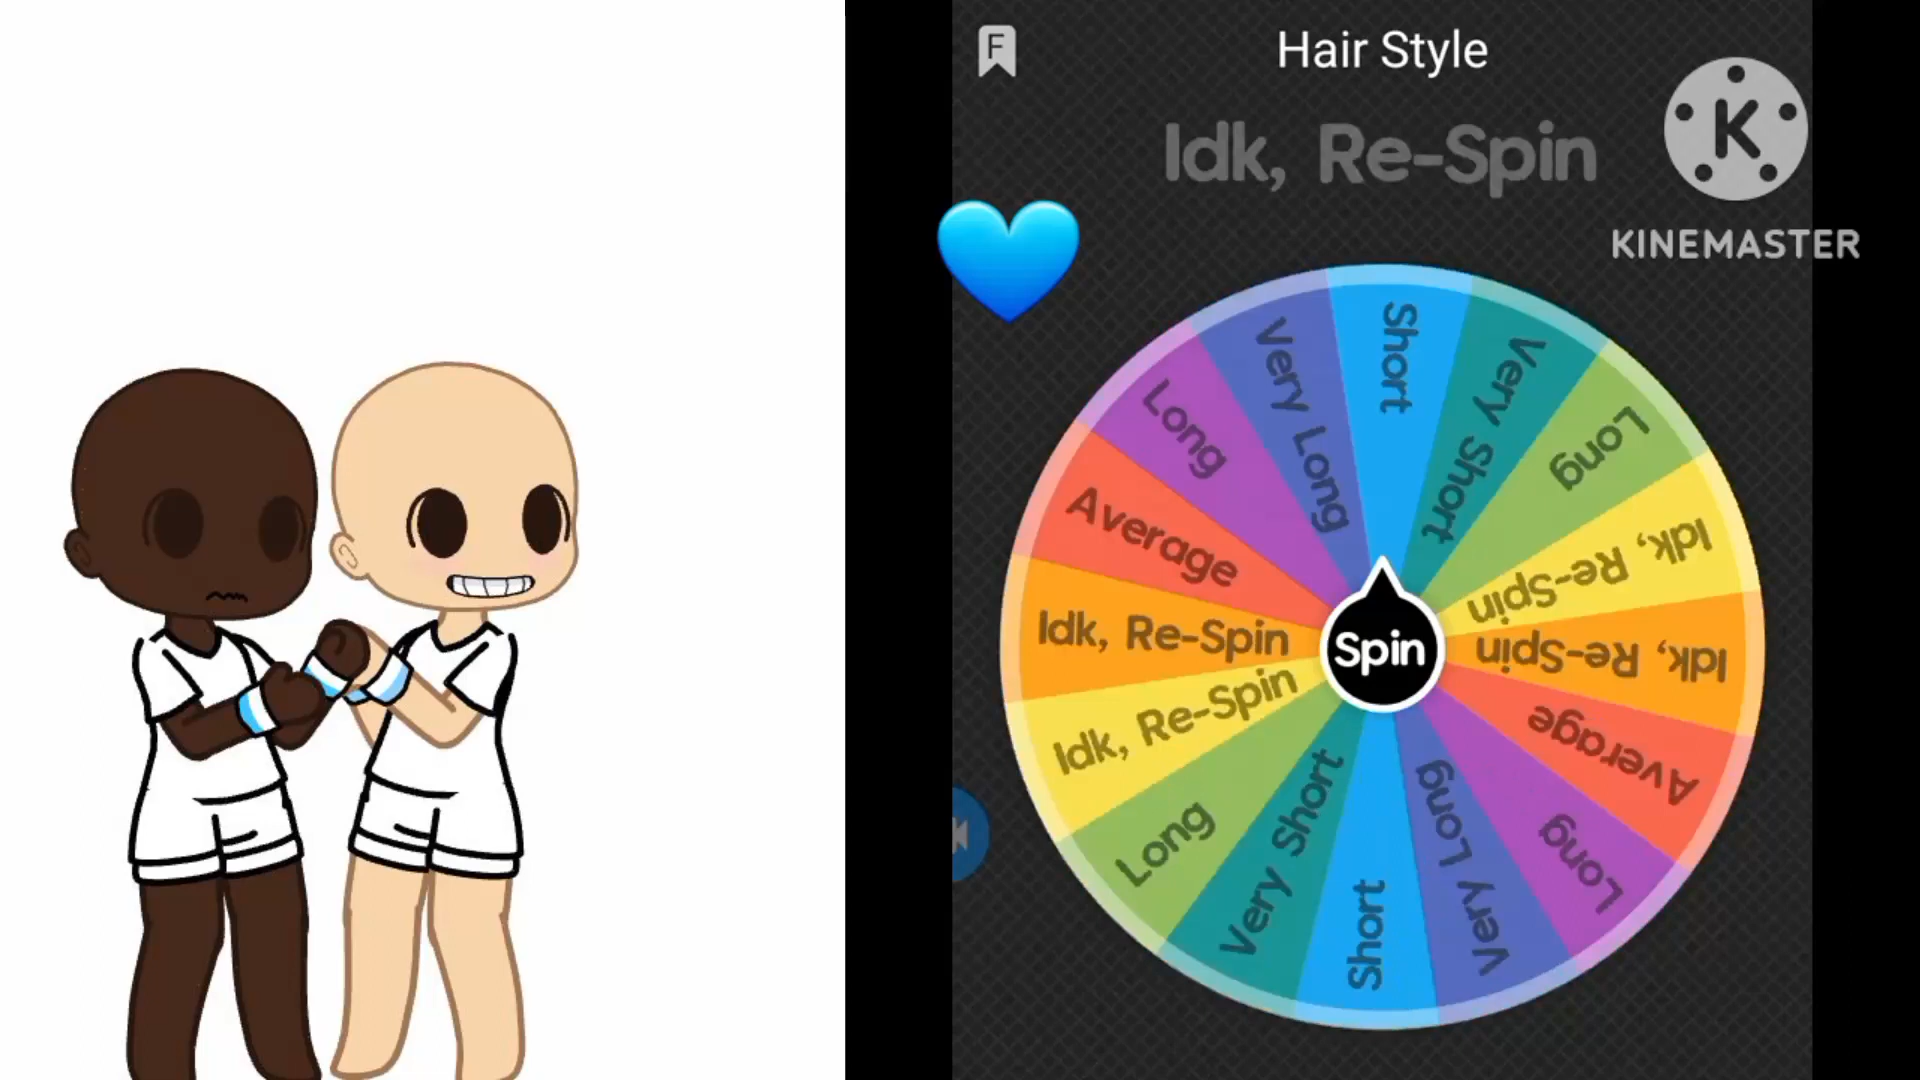 F
Hair Style
Idk, Re-Spin
K
KINEMASTER
Short
Very Short
Long
Idk, Re-Spin
Idk, Re-Spin
Average
Long
Very Long
Short
Very Short
Long
Idk, Re-Spin
Idk, Re-Spin
Average
Long
Very Long
Spin